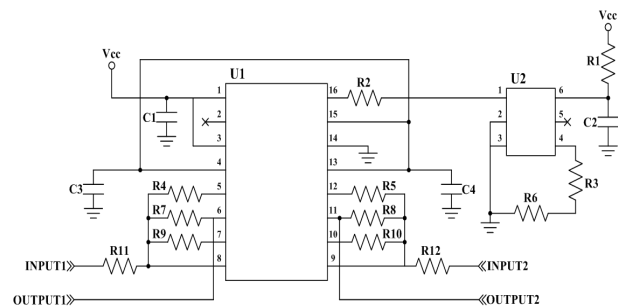 Vcc
R1
Vcc
U1
R2
U2
1
16
1
6
C1
2
15
2
5
C2
3
14
3
4
4
13
R3
C3
R4
5
12
R5
C4
R7
6
11
R8
R6
R9
7
10
R10
INPUT1
R11
8
9
R12
INPUT2
OUTPUT1
OUTPUT2